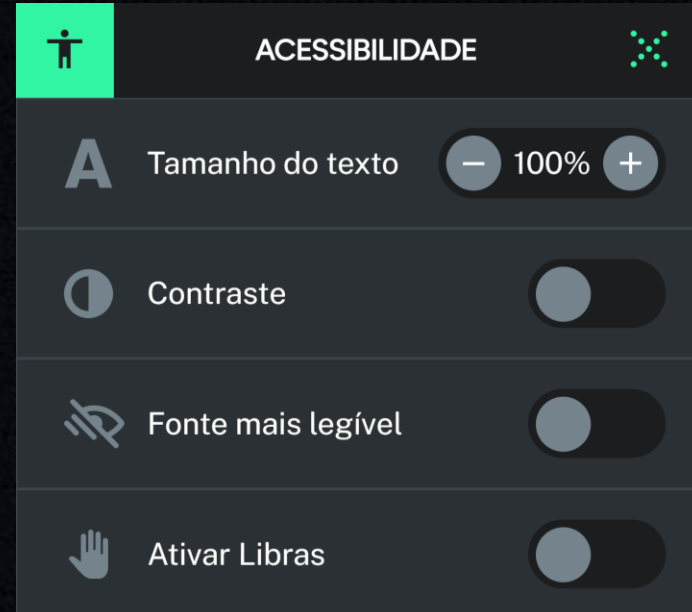 ACESSIBILIDADE
A Tamanho do texto − 100% +
Contraste
Fonte mais legível
Ativar Libras